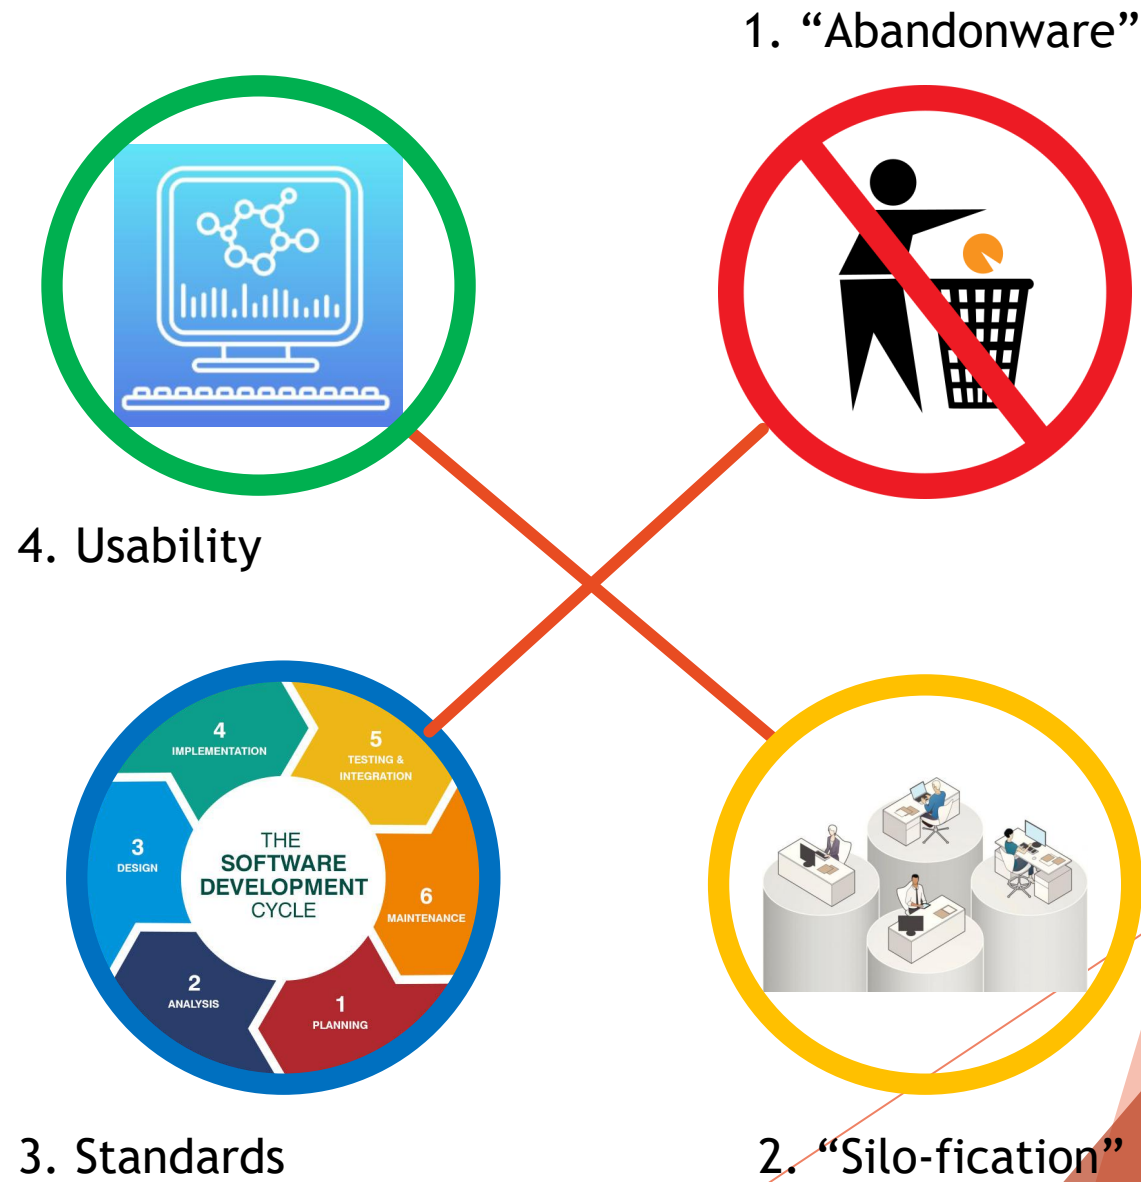 1. “Abandonware”
4. Usability
4
IMPLEMENTATION
5
TESTING &
INTEGRATION
3
DESIGN
THE
SOFTWARE
DEVELOPMENT
CYCLE
6
MAINTENANCE
2
ANALYSIS
1
PLANNING
3. Standards
2. “Silo-fication”